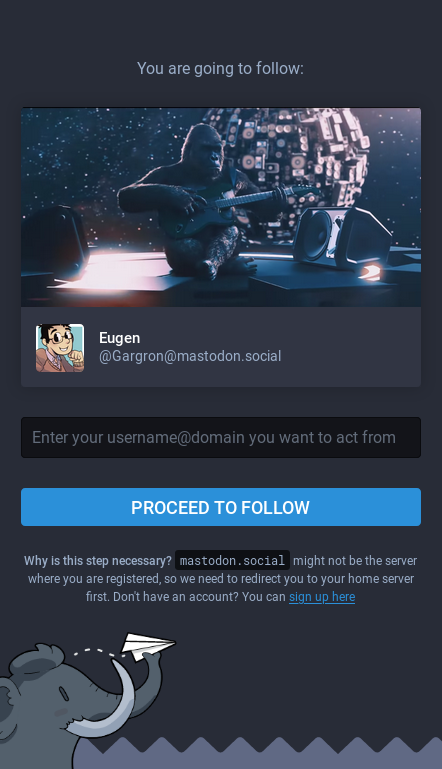 You are going to follow:
Eugen
@Gargron@mastodon.social
Enter your username@domain you want to act from
PROCEED TO FOLLOW
Why is this step necessary? mastodon.social might not be the server
where you are registered, so we need to redirect you to your home server
first. Don't have an account? You can sign up here